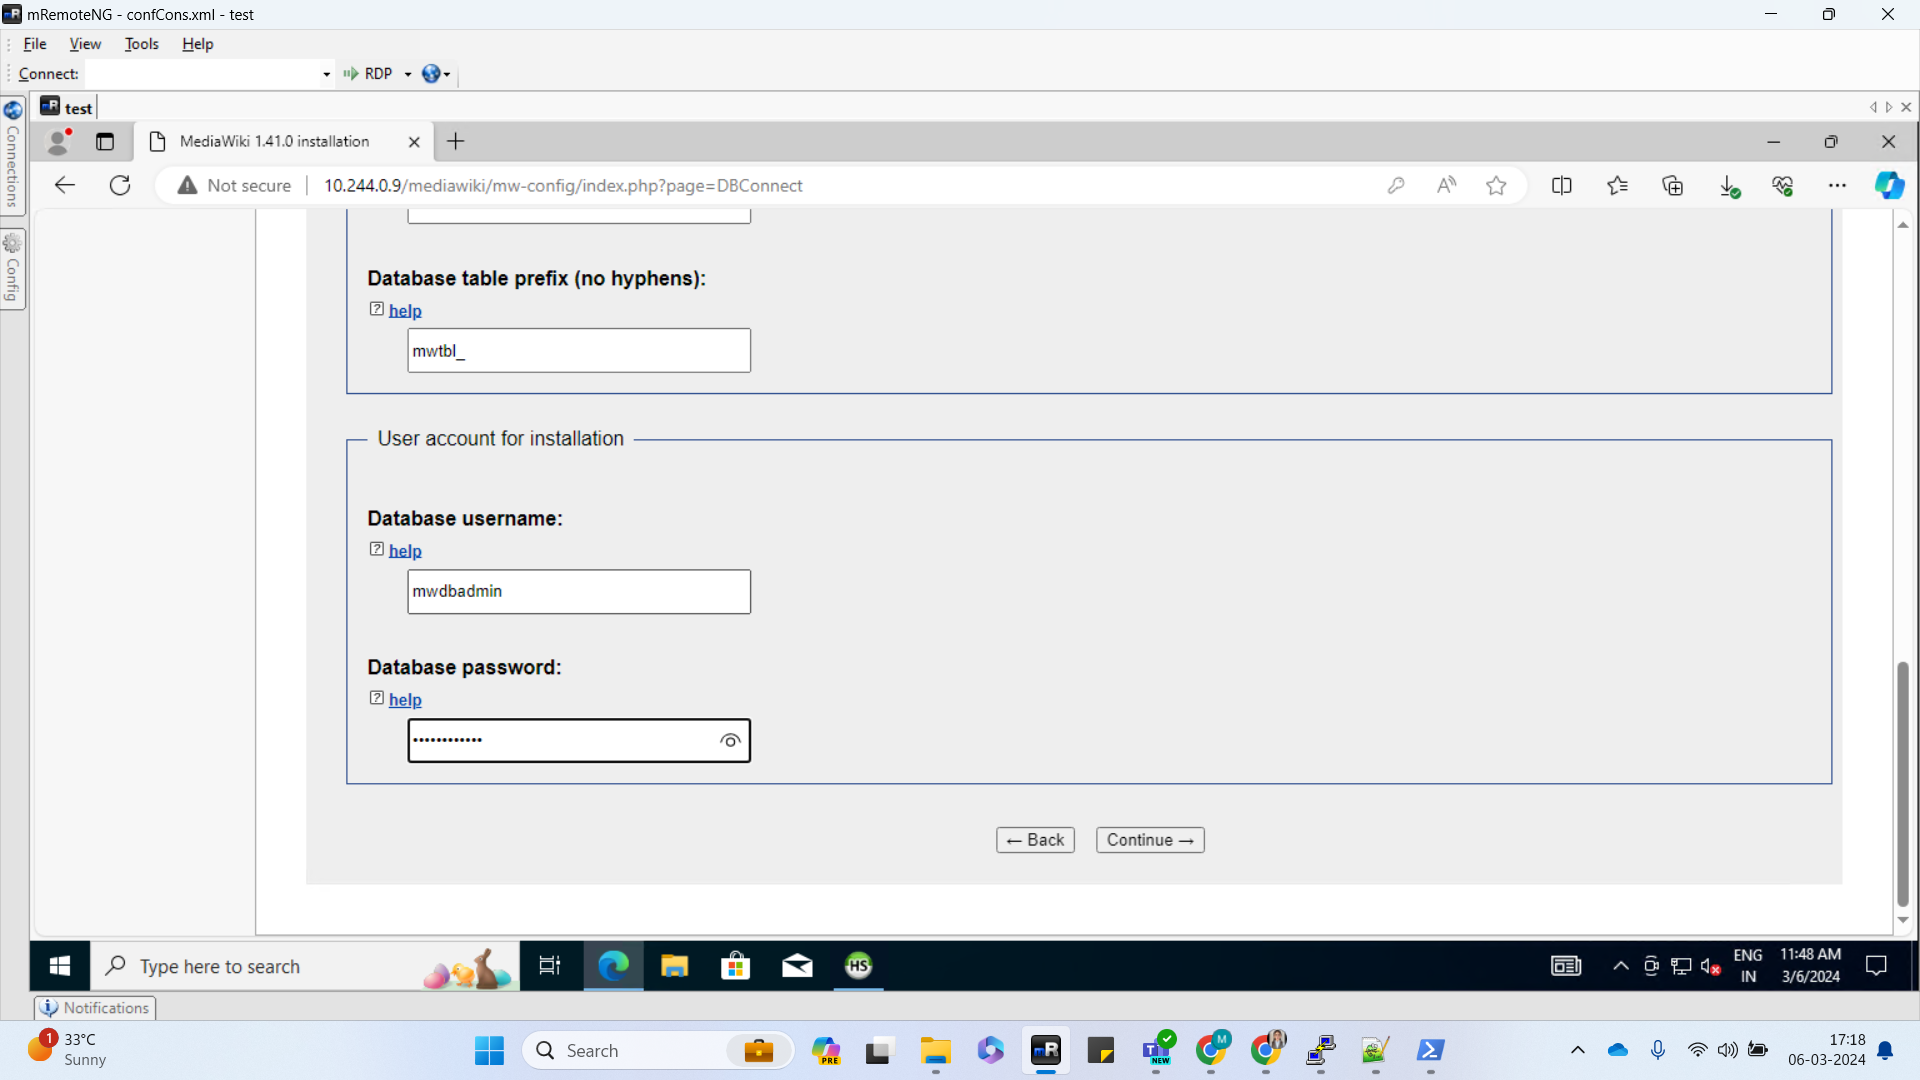 mRemoteNG - confCons.xml - test
File View Tools Help
Connect: RDP
test
Connections
Config
MediaWiki 1.41.0 installation
Not secure 10.244.0.9/mediawiki/mw-config/index.php?page=DBConnect
Database table prefix (no hyphens):
help
mwtbl_
User account for installation
Database username:
help
mwdbadmin
Database password:
help
••••••••••••
← Back Continue →
Type here to search
HS
ENG
IN
11:48 AM
3/6/2024
Notifications
1
33°C
Sunny
Search
PRE
NEW
M
17:18
06-03-2024